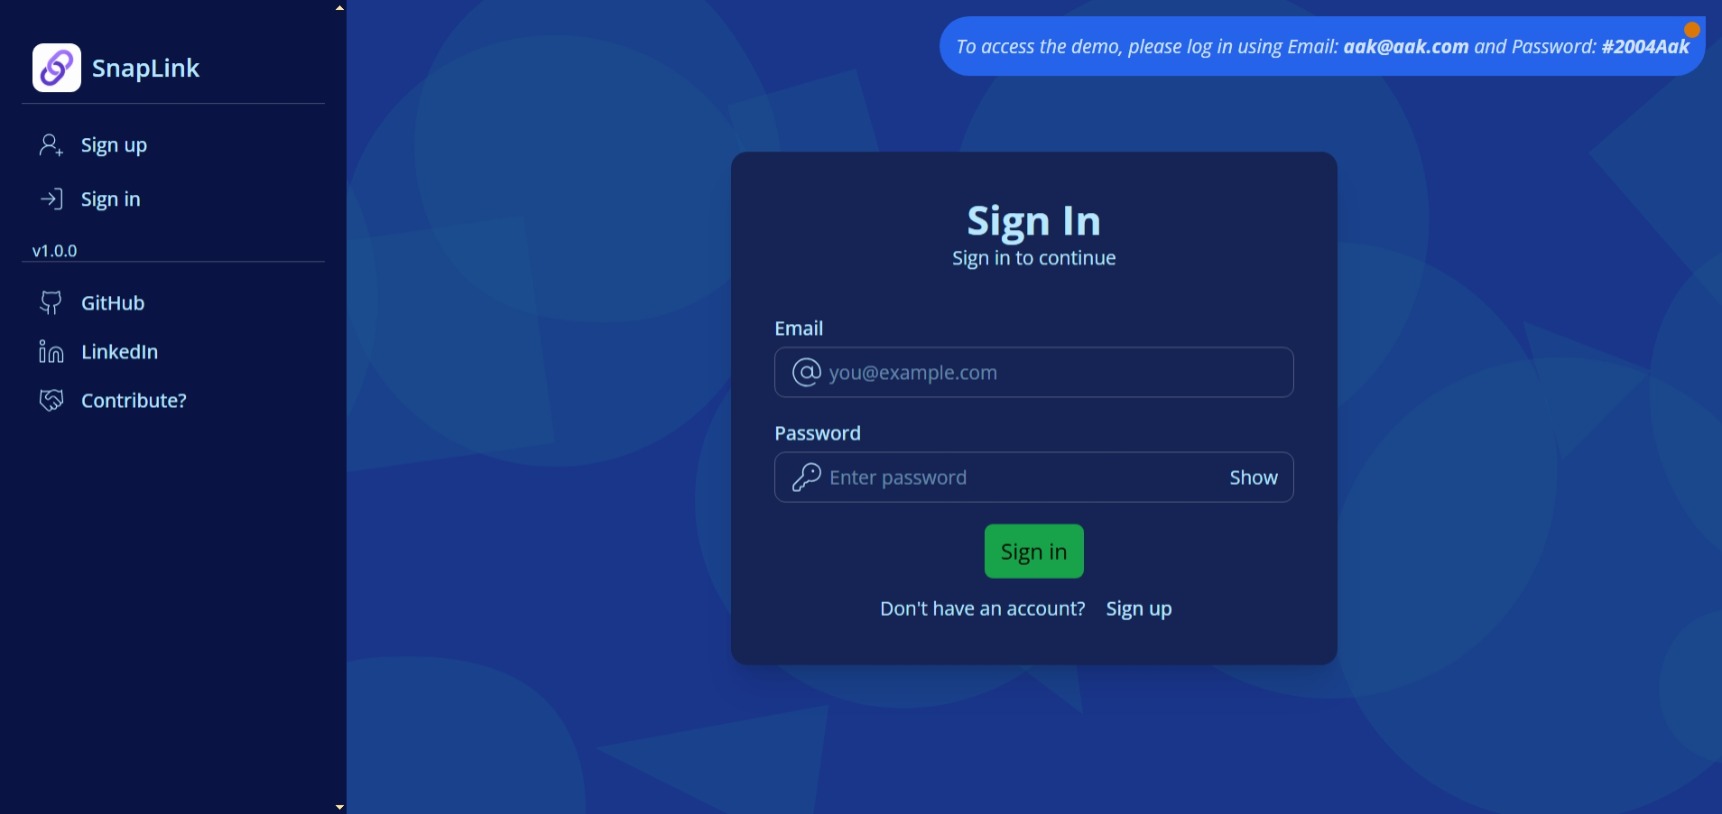 SnapLink
Sign up
Sign in
v1.0.0
GitHub
LinkedIn
Contribute?
To access the demo, please log in using Email: aak@aak.com and Password: #2004Aak
Sign In
Sign in to continue
Email
you@example.com
Password
Enter password Show
Sign in
Don't have an account? Sign up